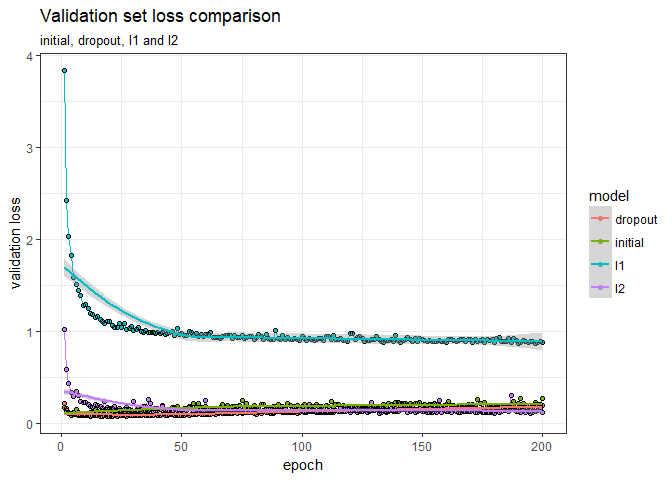 Validation set loss comparison
initial, dropout, l1 and l2
validation loss
4
3
2
1
0
0
50
100
150
200
epoch
model
dropout
initial
l1
l2